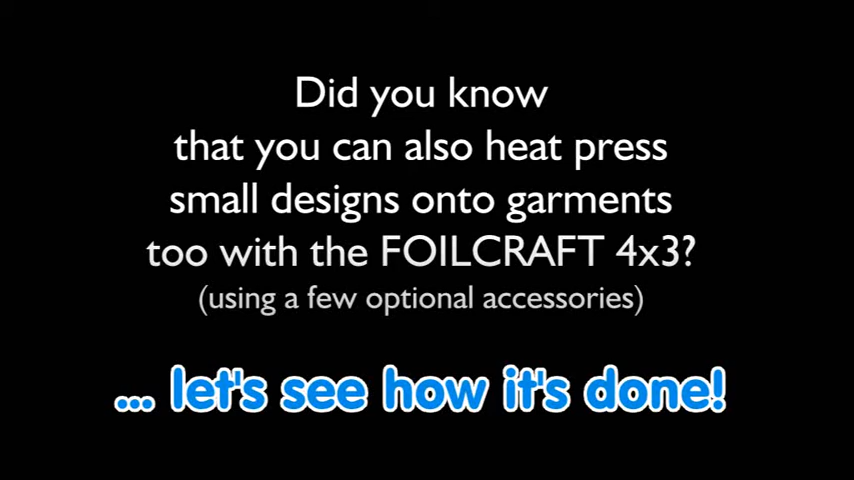 Did you know
that you can also heat press
small designs onto garments
too with the FOILCRAFT 4x3?
(using a few optional accessories)
... let's see how it's done!